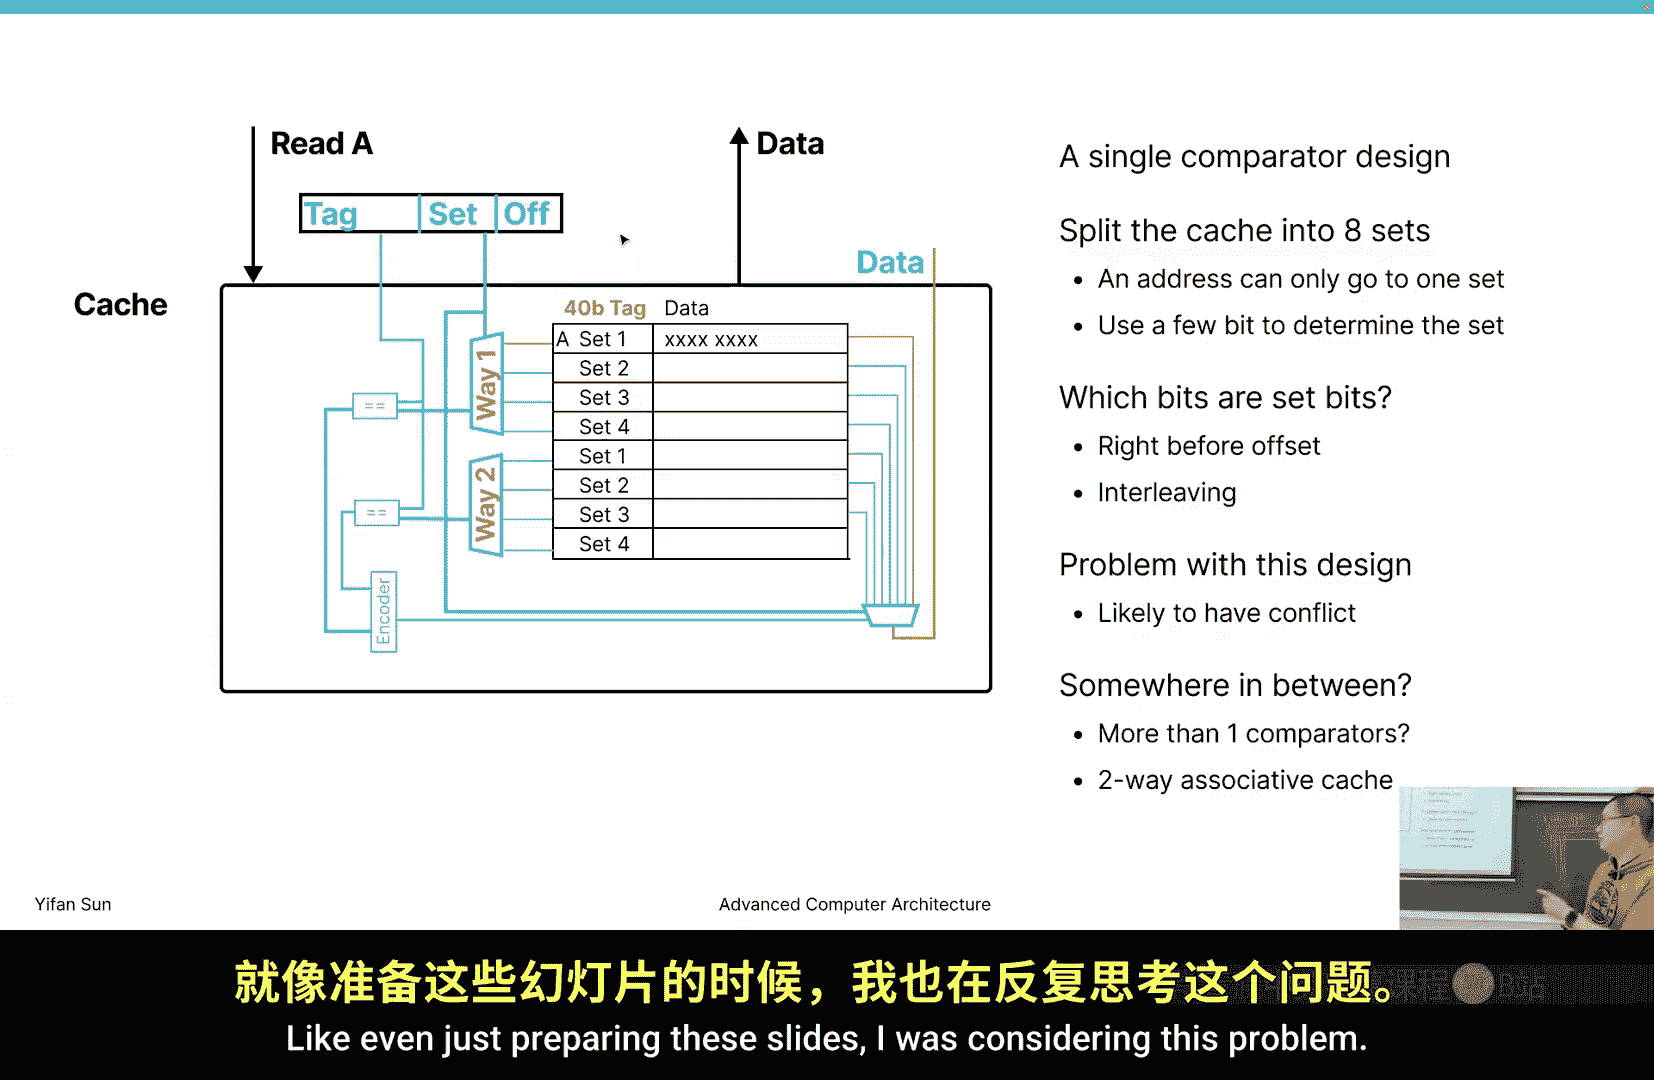 Read A
Data
Tag Set Off
Data
Cache
40b Tag Data
A Set 1 xxxx xxxx
Set 2
Set 3
Set 4
Set 1
Set 2
Set 3
Set 4
Way 1
Way 2
==
==
Encoder
A single comparator design
Split the cache into 8 sets
• An address can only go to one set
• Use a few bit to determine the set
Which bits are set bits?
• Right before offset
• Interleaving
Problem with this design
• Likely to have conflict
Somewhere in between?
• More than 1 comparators?
• 2-way associative cache
Yifan Sun
Advanced Computer Architecture
就像准备这些幻灯片的时候，我也在反复思考这个问题。
课程
B站
Like even just preparing these slides, I was considering this problem.